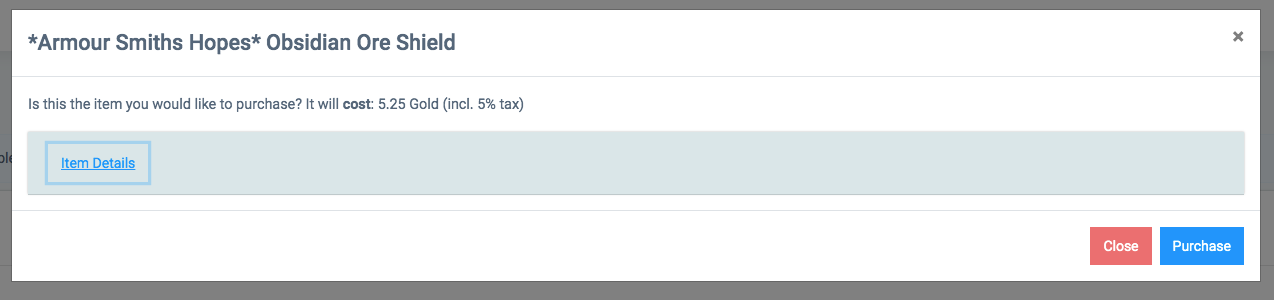 *Armour Smiths Hopes* Obsidian Ore Shield
×
Is this the item you would like to purchase? It will cost: 5.25 Gold (incl. 5% tax)
Item Details
Close
Purchase